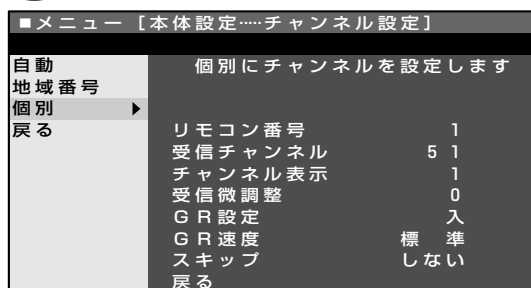 ■メニュー [本体設定……チャンネル設定]
自動
地域番号
個別 ▶
戻る
個別にチャンネルを設定します
リモコン番号 1
受信チャンネル 51
チャンネル表示 1
受信微調整 0
GR設定 入
GR速度 標準
スキップ しない
戻る